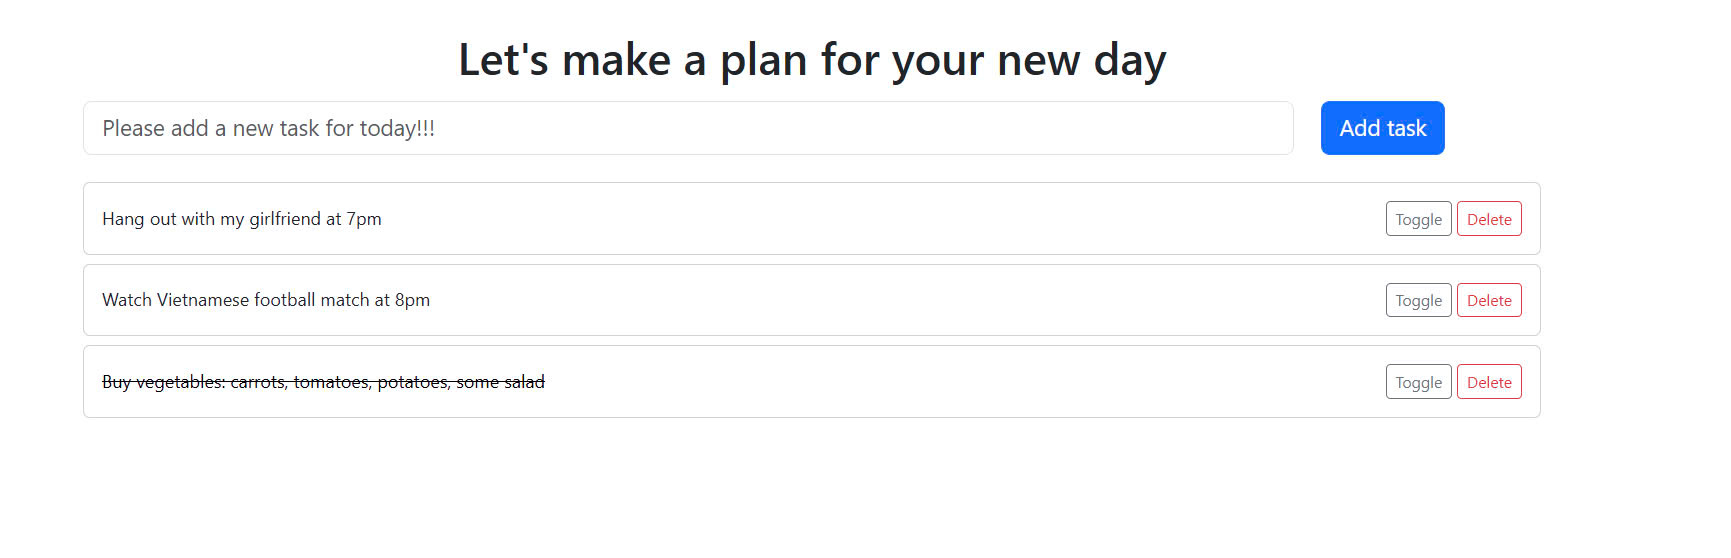 Let's make a plan for your new day
Please add a new task for today!!!
Add task
Hang out with my girlfriend at 7pm
Toggle
Delete
Watch Vietnamese football match at 8pm
Toggle
Delete
Buy vegetables: carrots, tomatoes, potatoes, some salad
Toggle
Delete